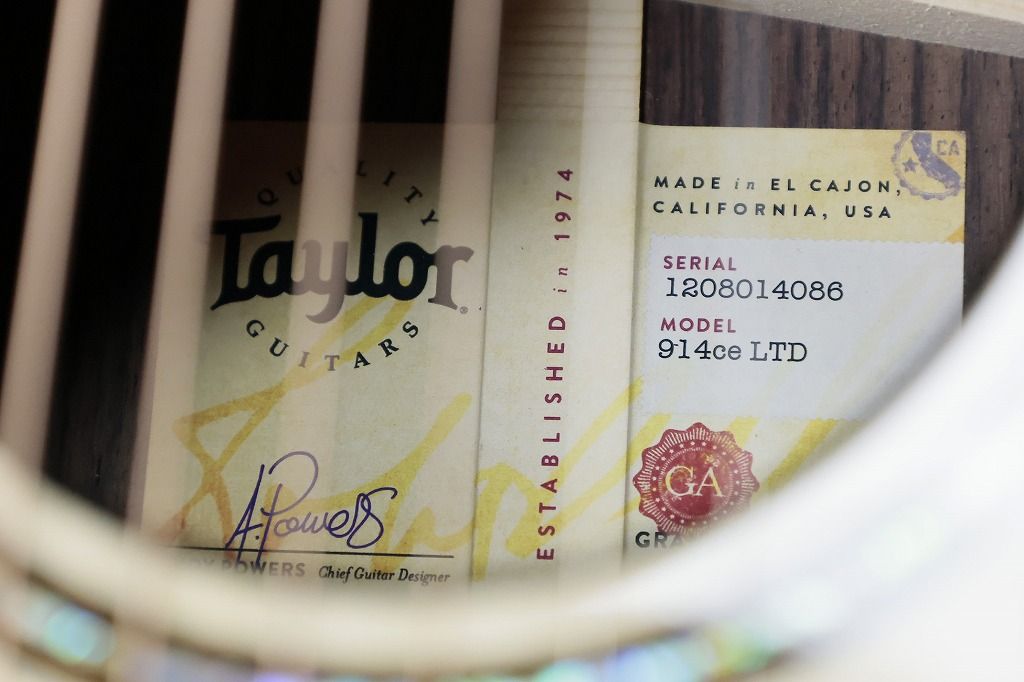 QUALITY
Taylor®
GUITARS
A. Powers
POWERS Chief Guitar Designer
ESTABLISHED in 1974
CA
MADE in EL CAJON,
CALIFORNIA, USA
SERIAL
1208014086
MODEL
914ce LTD
GA